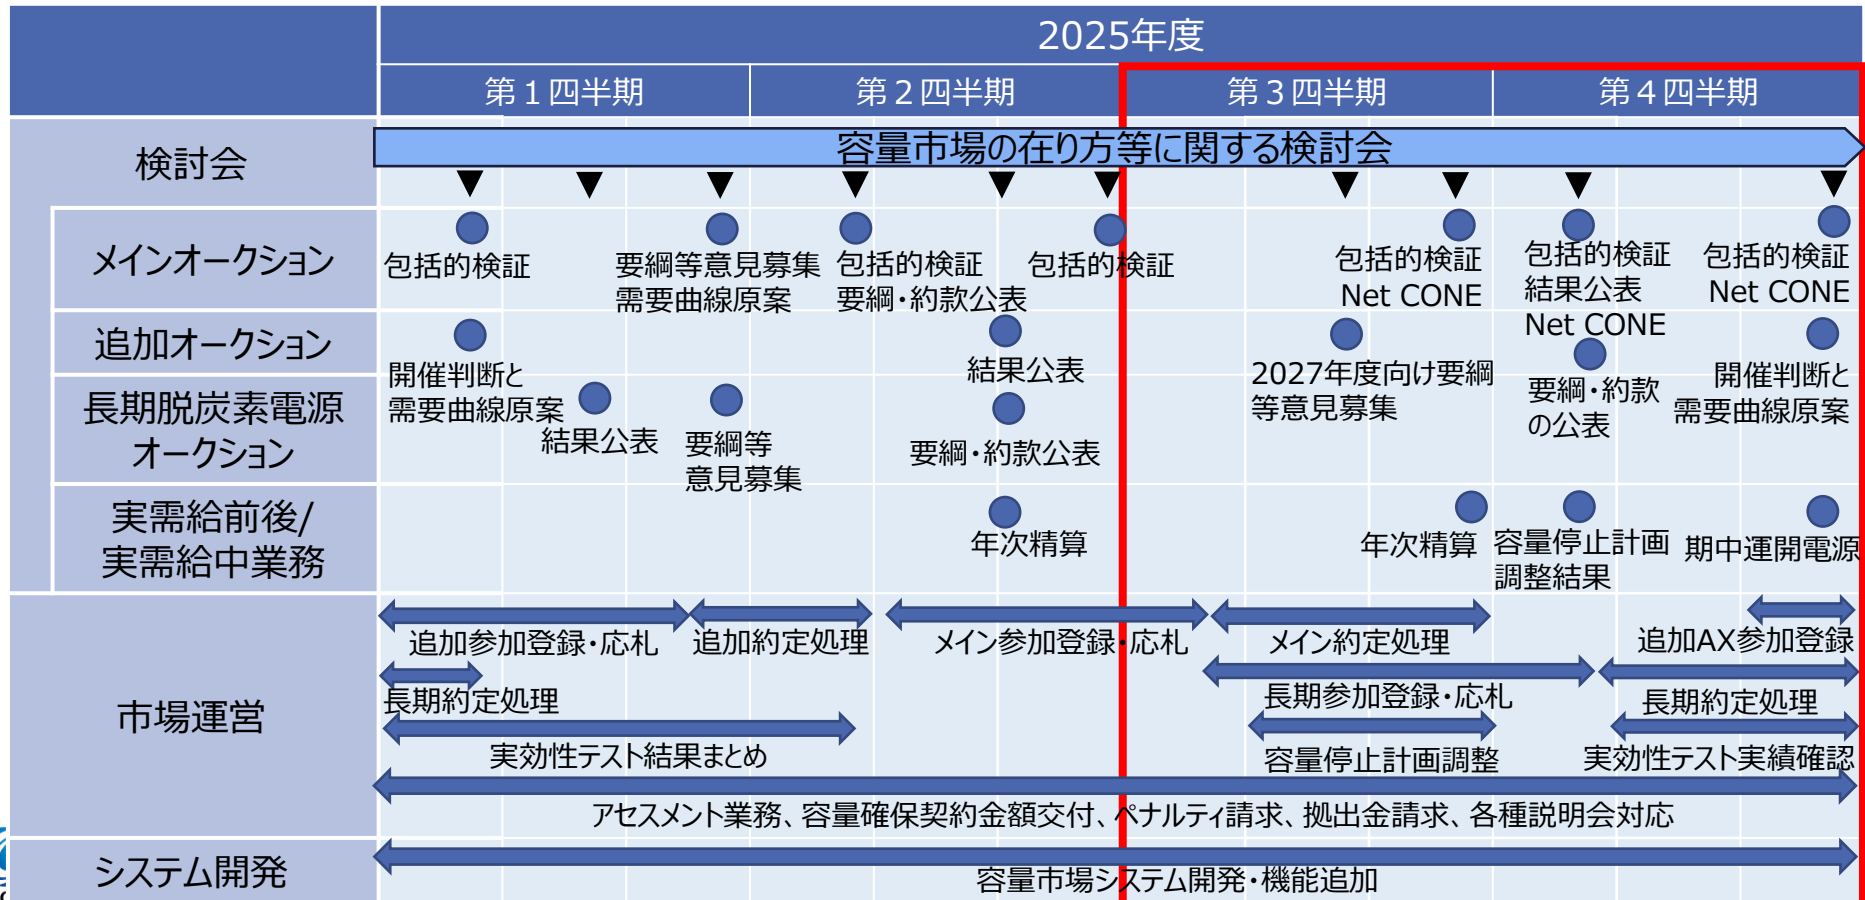 2025年度
第1四半期
第2四半期
第3四半期
第4四半期
検討会
容量市場の在り方等に関する検討会
メインオークション
包括的検証
要綱等意見募集
需要曲線原案
包括的検証
要綱・約款公表
包括的検証
包括的検証
Net CONE
包括的検証
結果公表
Net CONE
包括的検証
Net CONE
追加オークション
開催判断と
需要曲線原案
結果公表
2027年度向け要綱
等意見募集
要綱・約款
の公表
開催判断と
需要曲線原案
長期脱炭素電源
オークション
結果公表
要綱等
意見募集
要綱・約款公表
実需給前後/
実需給中業務
年次精算
年次精算
容量停止計画
調整結果
期中運開電源
市場運営
追加参加登録・応札
追加約定処理
メイン参加登録・応札
メイン約定処理
追加AX参加登録
長期約定処理
長期参加登録・応札
長期約定処理
実効性テスト結果まとめ
容量停止計画調整
実効性テスト実績確認
アセスメント業務、容量確保契約金額交付、ペナルティ請求、拠出金請求、各種説明会対応
システム開発
容量市場システム開発・機能追加